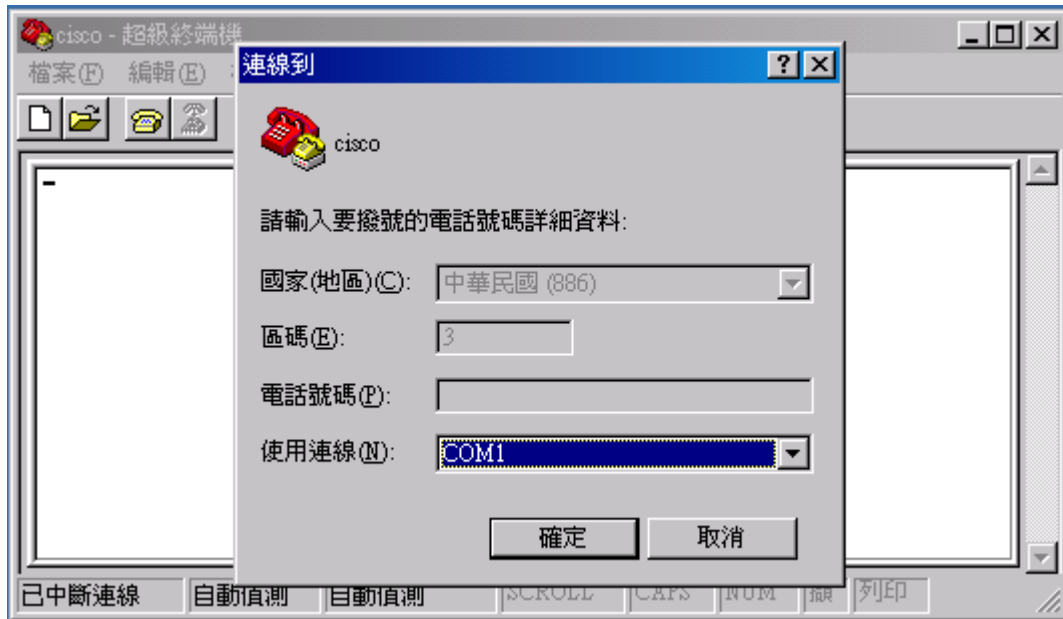 cisco - 超級終端機
檔案(F) 編輯(E)
連線到
cisco
請輸入要撥號的電話號碼詳細資料:
國家(地區)(C): 中華民國 (886)
區碼(E): 3
電話號碼(P):
使用連線(N): COM1
確定 取消
已中斷連線 自動偵測 自動偵測 SCROLL CAPS NUM 擷 列印